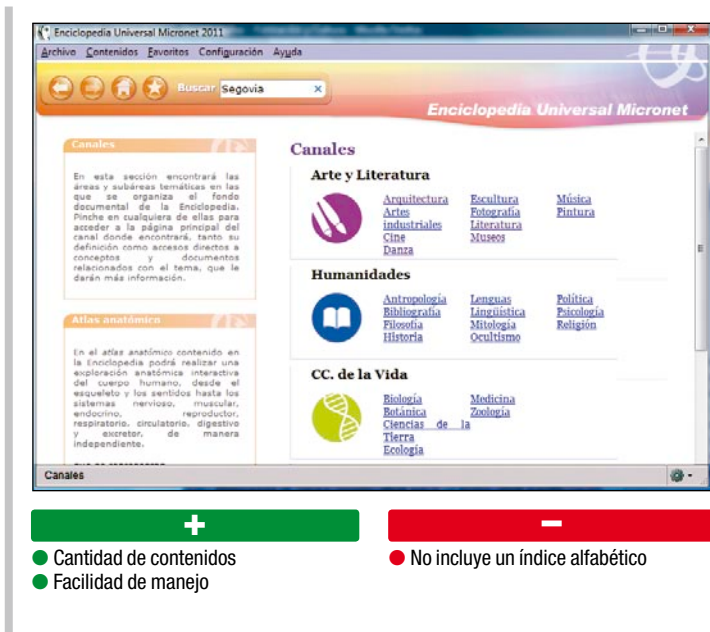 Enciclopedia Universal Micronet 2011
Archivo Contenidos Favoritos Configuración Ayuda
Buscar Segovia
Enciclopedia Universal Micronet
Canales
En esta sección encontrará las
áreas y subáreas temáticas en las
que se organiza el fondo
documental de la Enciclopedia.
Pinche en cualquiera de ellas para
acceder a la página principal del
canal donde encontrará, tanto su
definición como accesos directos a
conceptos y documentos
relacionados con el tema, que le
darán más información.
Atlas anatómico
En el atlas anatómico contenido en
la Enciclopedia podrá realizar una
exploración anatómica interactiva
del cuerpo humano, desde el
esqueleto y los sentidos hasta los
sistemas nervioso, muscular,
endocrino, reproductor,
respiratorio, circulatorio, digestivo
y excretor, de manera
independiente.
Canales
Arte y Literatura
Arquitectura
Artes
industriales
Cine
Danza
Escultura
Fotografía
Literatura
Museos
Música
Pintura
Humanidades
Antropología
Bibliografía
Filosofía
Historia
Lenguas
Lingüística
Mitología
Ocultismo
Política
Psicología
Religión
CC. de la Vida
Biología
Botánica
Ciencias de la
Tierra
Ecología
Medicina
Zoología
Canales
+
● Cantidad de contenidos
● Facilidad de manejo
–
● No incluye un índice alfabético